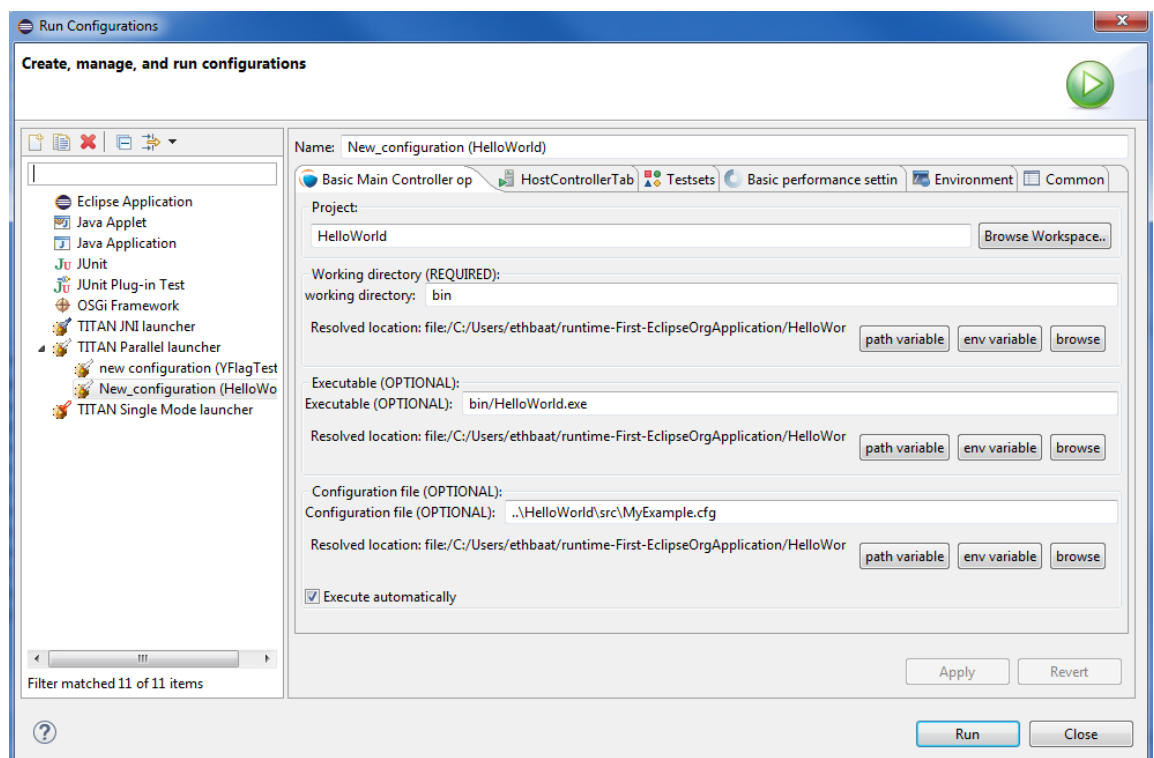 Run Configurations
x
Create, manage, and run configurations
Name: New_configuration (HelloWorld)
Basic Main Controller op HostControllerTab Testsets Basic performance settin Environment Common
Eclipse Application
Java Applet
Java Application
JU JUnit
JU JUnit Plug-in Test
OSGi Framework
TITAN JNI launcher
TITAN Parallel launcher
new configuration (YFlagTest
New_configuration (HelloWo
TITAN Single Mode launcher
Filter matched 11 of 11 items
Project:
HelloWorld Browse Workspace..
Working directory (REQUIRED):
working directory: bin
Resolved location: file:/C:/Users/ethbaat/runtime-First-EclipseOrgApplication/HelloWor path variable env variable browse
Executable (OPTIONAL):
Executable (OPTIONAL): bin/HelloWorld.exe
Resolved location: file:/C:/Users/ethbaat/runtime-First-EclipseOrgApplication/HelloWor path variable env variable browse
Configuration file (OPTIONAL):
Configuration file (OPTIONAL): ..\HelloWorld\src\MyExample.cfg
Resolved location: file:/C:/Users/ethbaat/runtime-First-EclipseOrgApplication/HelloWor path variable env variable browse
Execute automatically
Apply Revert
? Run Close